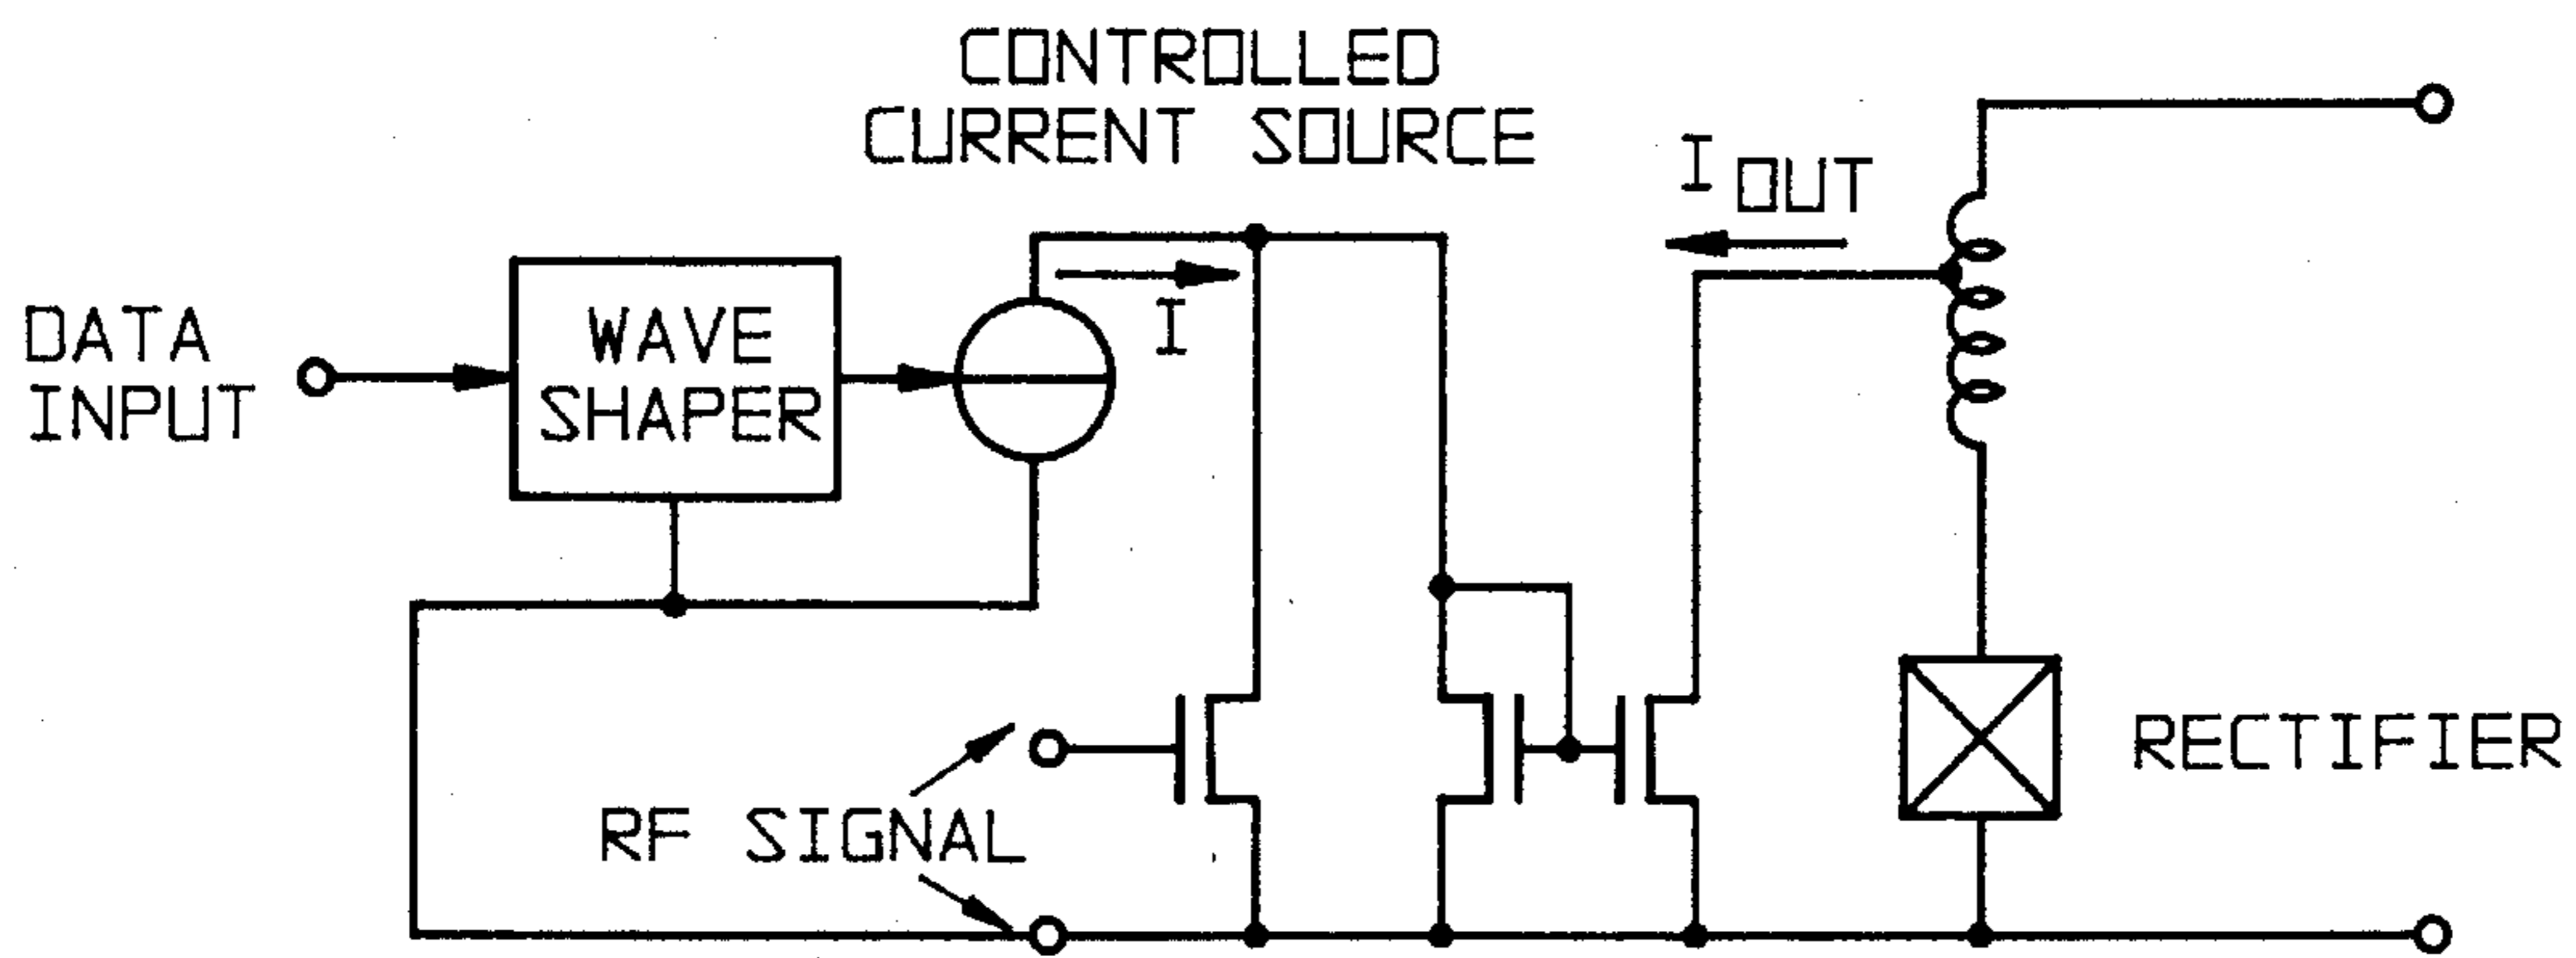 CONTROLLED
CURRENT SOURCE
I OUT
I
DATA
INPUT
WAVE
SHAPER
RF SIGNAL
RECTIFIER